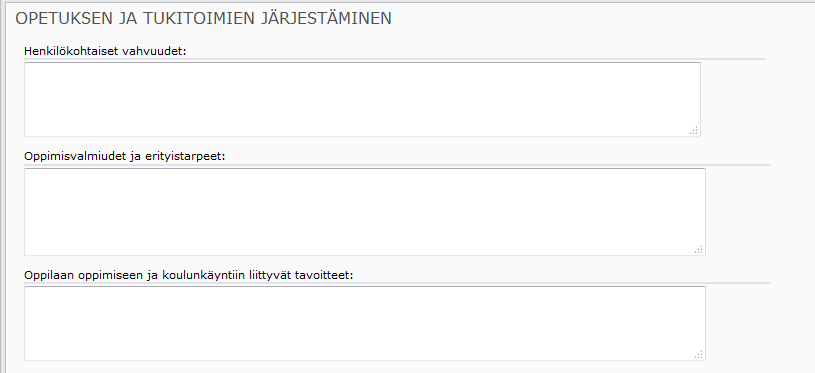 OPETUKSEN JA TUKITOIMIEN JÄRJESTÄMINEN
Henkilökohtaiset vahvuudet:
Oppimisvalmiudet ja erityistarpeet:
Oppilaan oppimiseen ja koulunkäyntiin liittyvät tavoitteet: